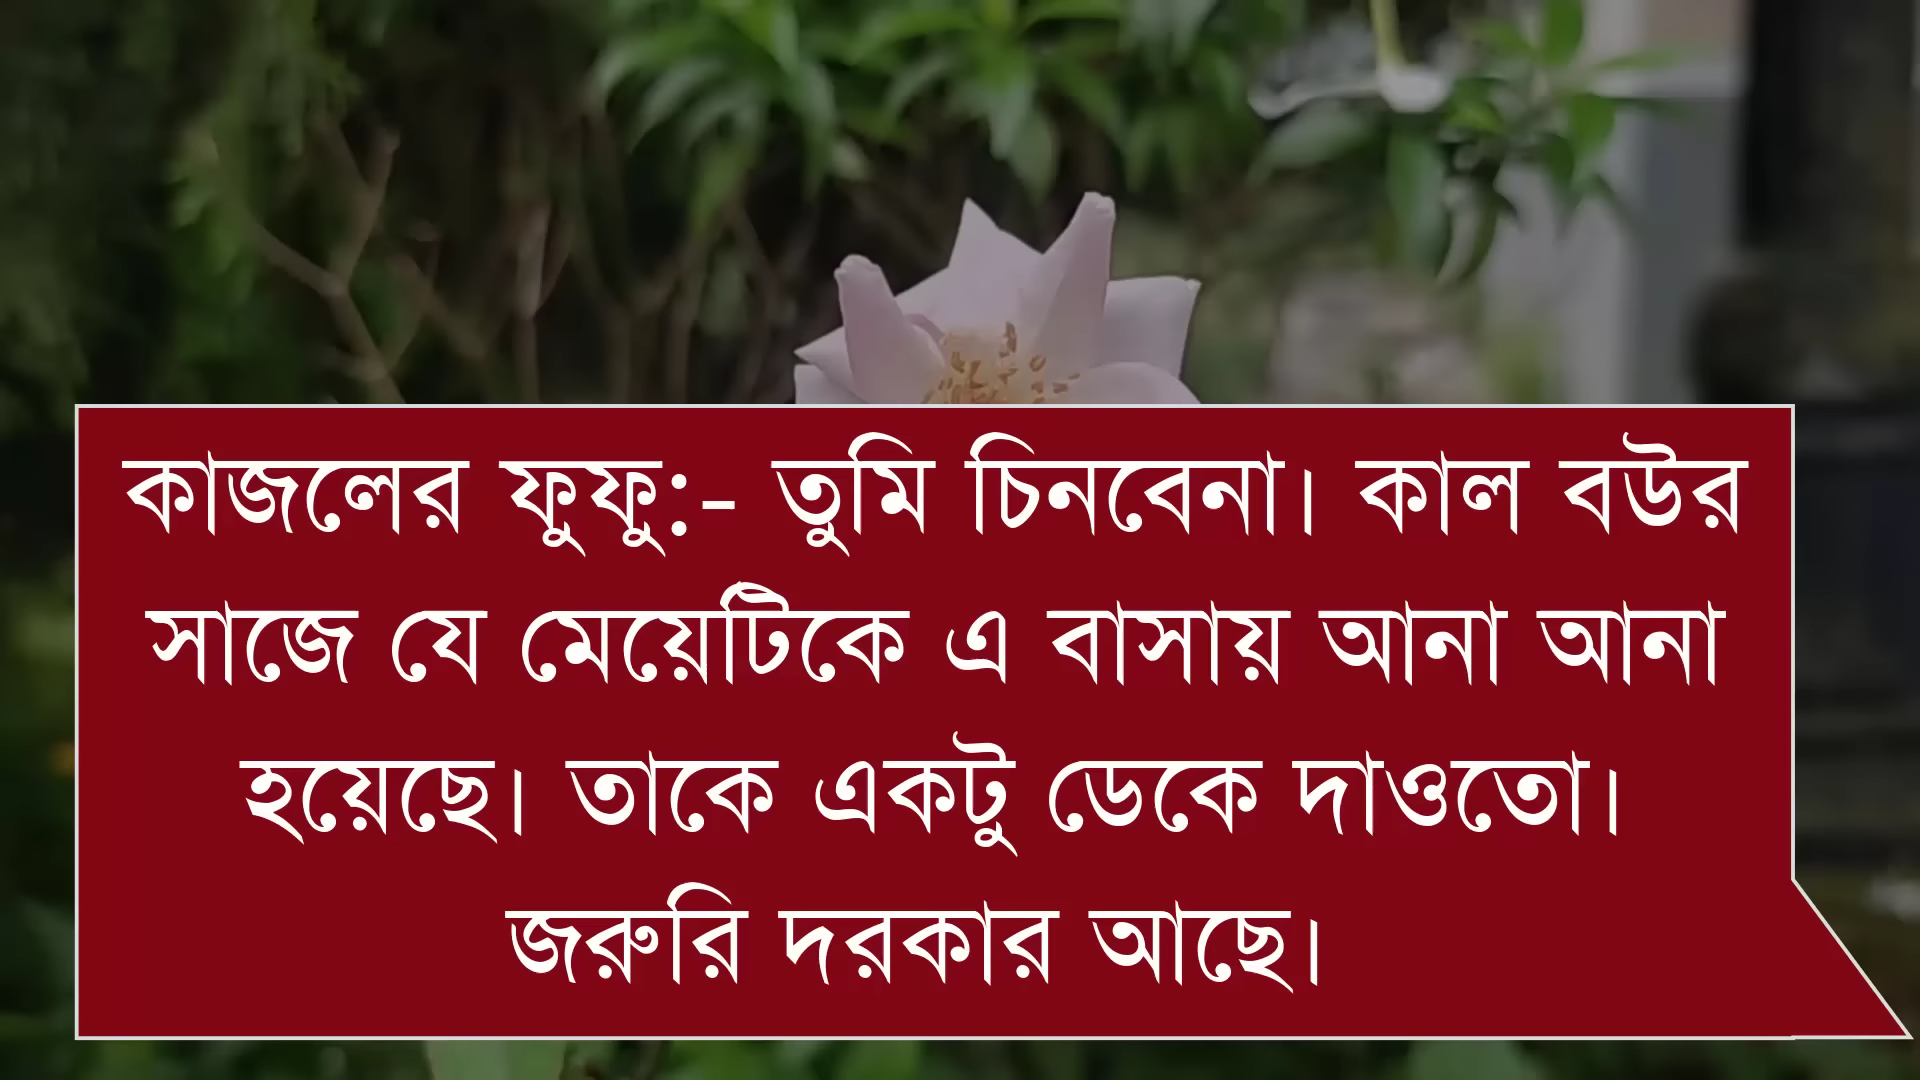 কাজলের ফুফু:- তুমি চিনবেনা। কাল বউর
সাজে যে মেয়েটিকে এ বাসায় আনা আনা
হয়েছে। তাকে একটু ডেকে দাওতো।
জরুরি দরকার আছে।